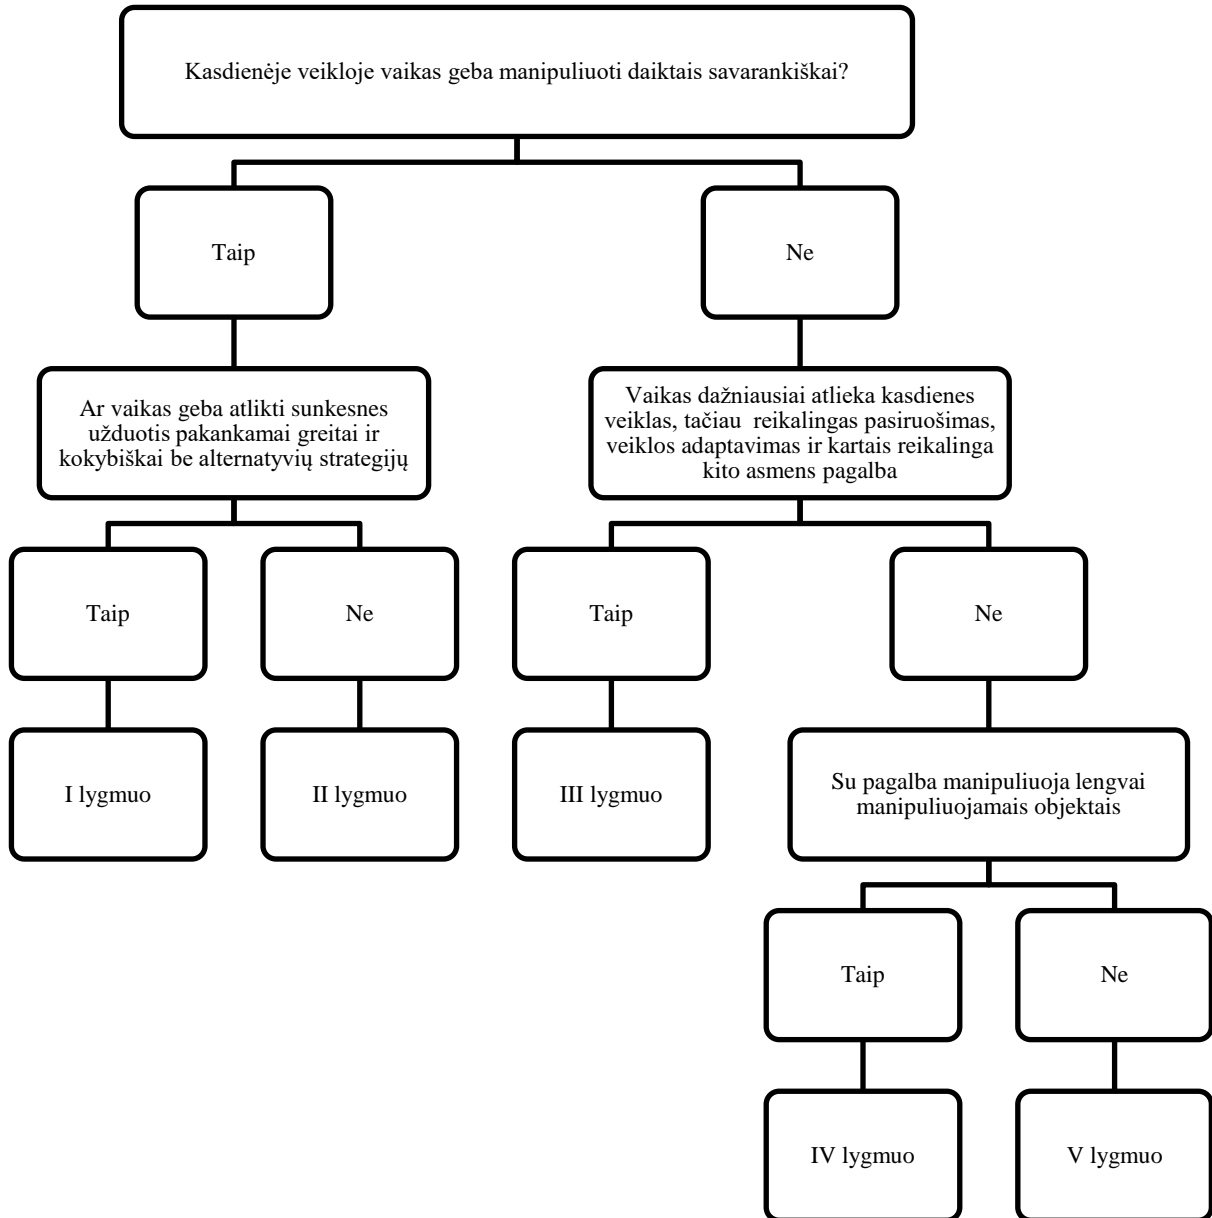 Kasdienėje veikloje vaikas geba manipuliuoti daiktais savarankiškai?
Taip
Ne
Ar vaikas geba atlikti sunkesnes
užduotis pakankamai greitai ir
kokybiškai be alternatyvių strategijų
Vaikas dažniausiai atlieka kasdienes
veiklas, tačiau reikalingas pasiruošimas,
veiklos adaptavimas ir kartais reikalinga
kito asmens pagalba
Taip
Ne
Taip
Ne
I lygmuo
II lygmuo
III lygmuo
Su pagalba manipuliuoja lengvai
manipuliuojamais objektais
Taip
Ne
IV lygmuo
V lygmuo